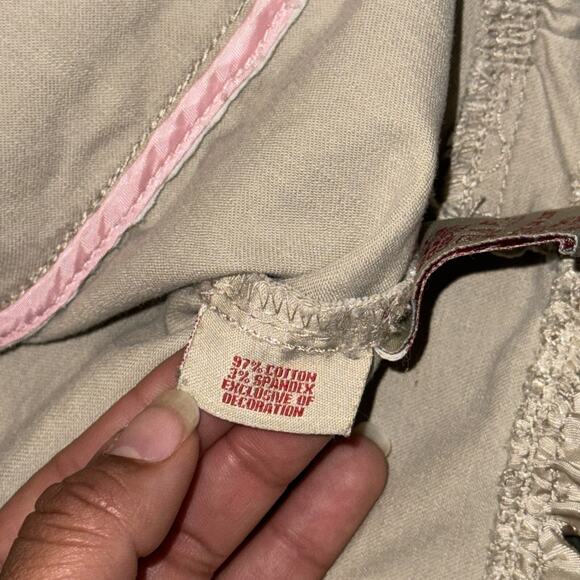 97% COTTON
3% SPANDEX
EXCLUSIVE OF
DECORATION